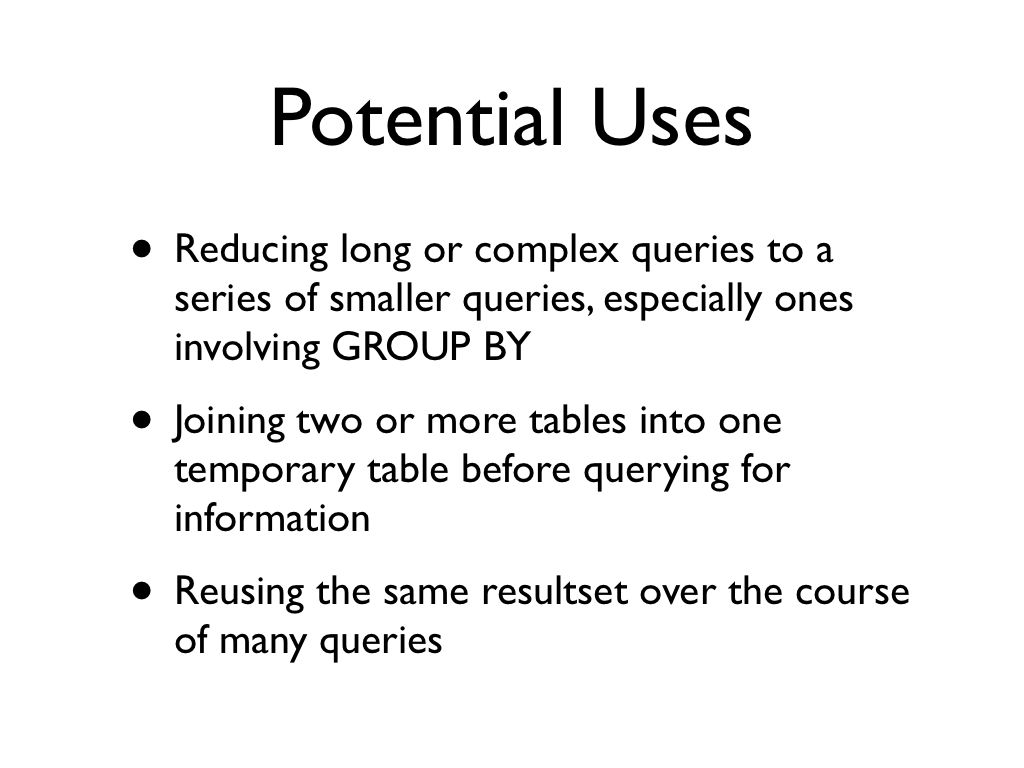 Potential Uses
• Reducing long or complex queries to a
series of smaller queries, especially ones
involving GROUP BY
• Joining two or more tables into one
temporary table before querying for
information
• Reusing the same resultset over the course
of many queries